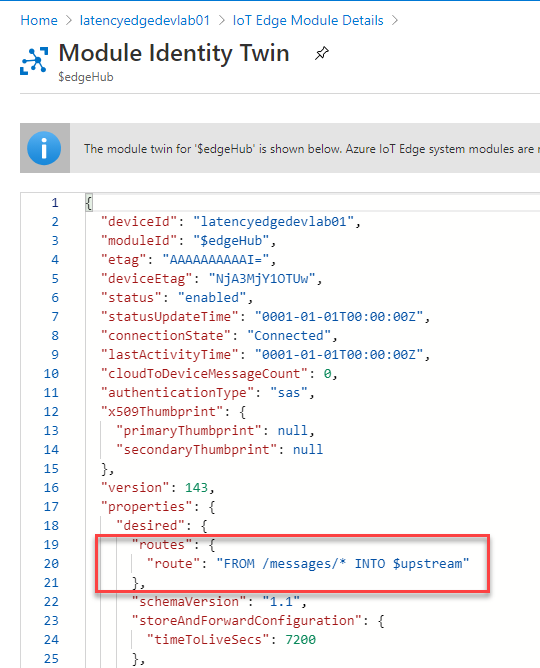 Home > latencyedgedevlab01 > IoT Edge Module Details >
Module Identity Twin
$edgeHub
The module twin for '$edgeHub' is shown below. Azure IoT Edge system modules are
1 {
2 "deviceId": "latencyedgedevlab01",
3 "moduleId": "$edgeHub",
4 "etag": "AAAAAAAAAAI=",
5 "deviceEtag": "NjA3MjY1OTUw",
6 "status": "enabled",
7 "statusUpdateTime": "0001-01-01T00:00:00Z",
8 "connectionState": "Connected",
9 "lastActivityTime": "0001-01-01T00:00:00Z",
10 "cloudToDeviceMessageCount": 0,
11 "authenticationType": "sas",
12 "x509Thumbprint": {
13 "primaryThumbprint": null,
14 "secondaryThumbprint": null
15 },
16 "version": 143,
17 "properties": {
18 "desired": {
19 "routes": {
20 "route": "FROM /messages/* INTO $upstream"
21 },
22 "schemaVersion": "1.1",
23 "storeAndForwardConfiguration": {
24 "timeToLiveSecs": 7200
25 },